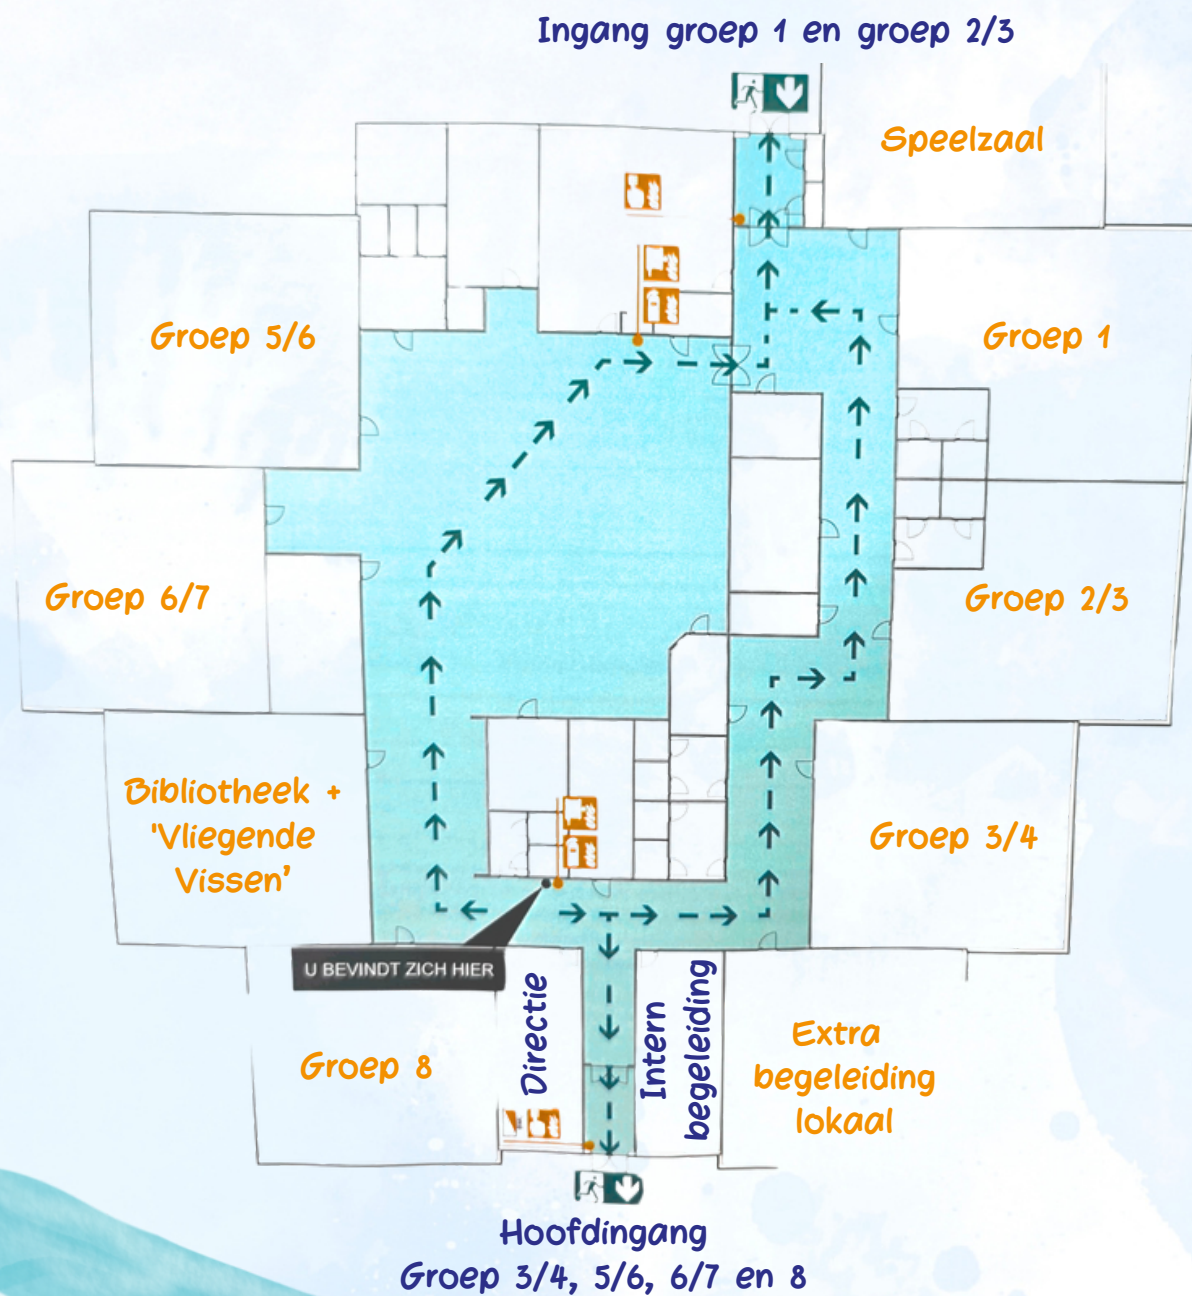 Ingang groep 1 en groep 2/3
Speelzaal
Groep 5/6
Groep 1
Groep 6/7
Groep 2/3
Bibliotheek +
'Vliegende
Vissen'
Groep 3/4
U BEVINDT ZICH HIER
Groep 8
Directie
Intern
begeleiding
Extra
begeleiding
lokaal
Hoofdingang
Groep 3/4, 5/6, 6/7 en 8